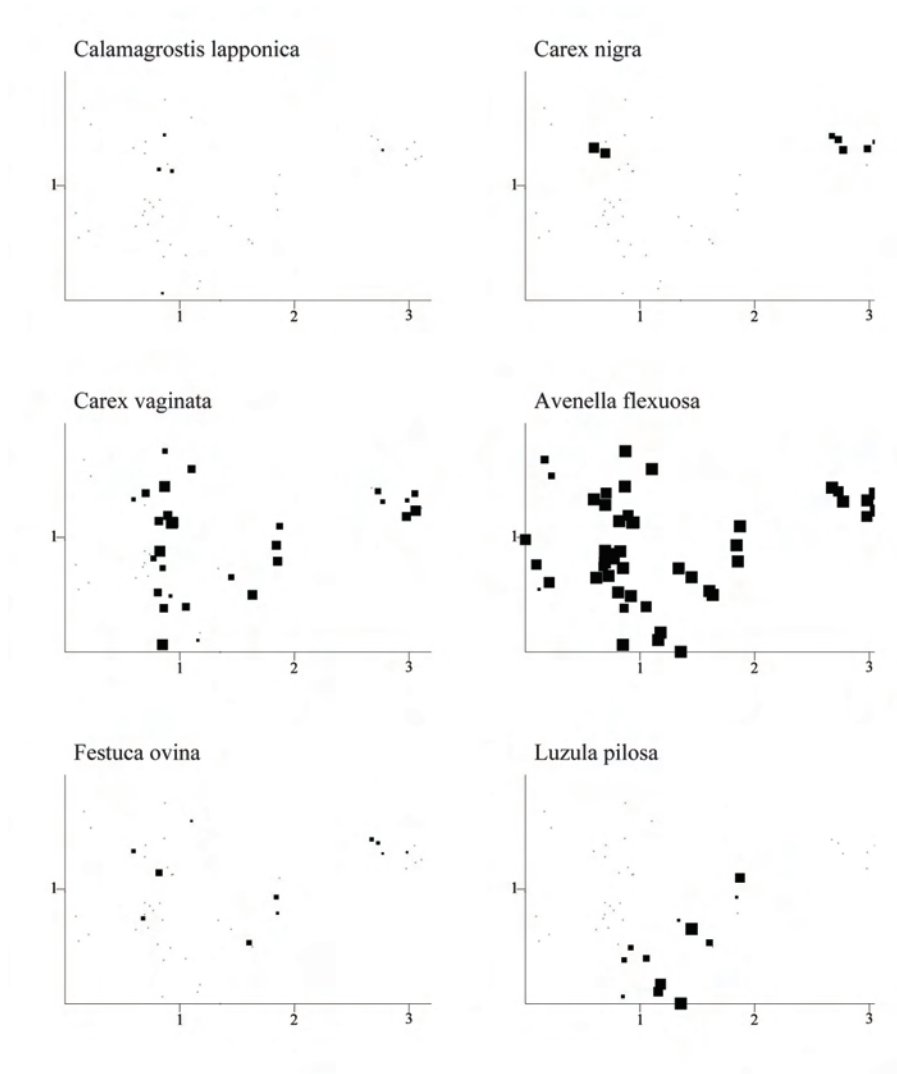 Calamagrostis lapponica
Carex nigra
1
1
1 2 3
1 2 3
Carex vaginata
Avenella flexuosa
1
1
1 2 3
1 2 3
Festuca ovina
Luzula pilosa
1
1
1 2 3
1 2 3